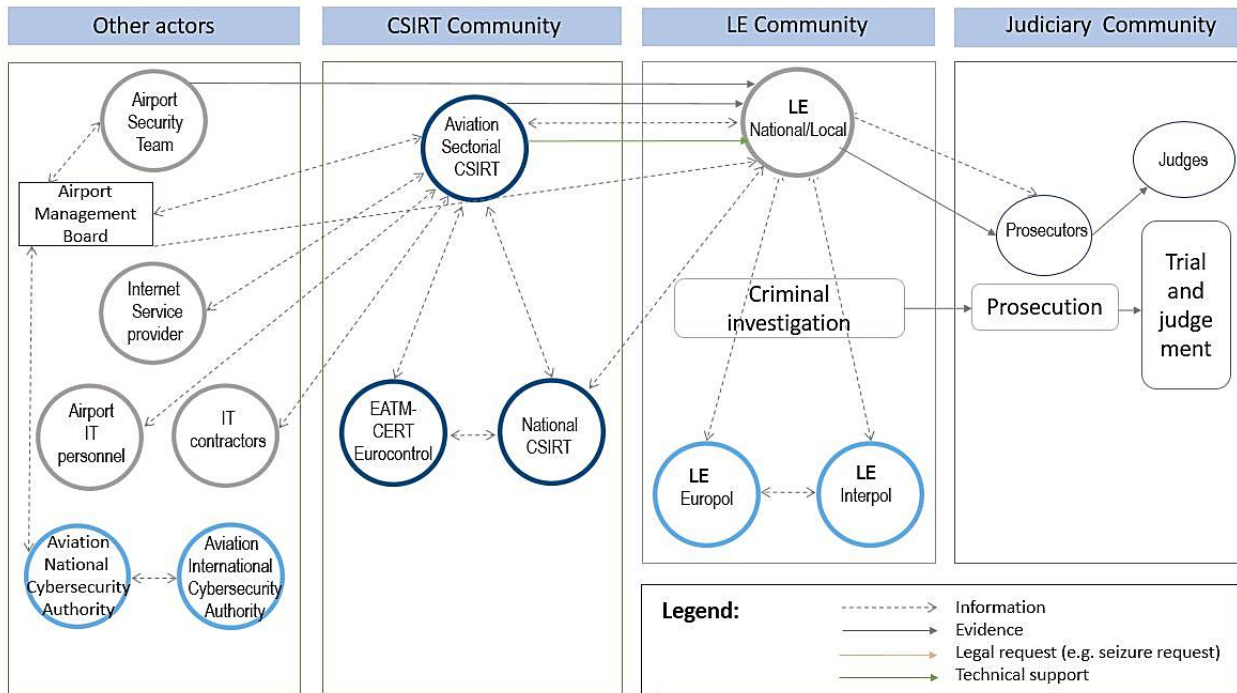 Other actors
CSIRT Community
LE Community
Judiciary Community
Airport
Security
Team
Airport
Management
Board
Internet
Service
provider
Airport
IT
personnel
IT
contractors
Aviation
National
Cybersecurity
Authority
Aviation
International
Cybersecurity
Authority
Aviation
Sectorial
CSIRT
EATM-
CERT
Eurocontrol
National
CSIRT
LE
National/Local
Criminal
investigation
LE
Europol
LE
Interpol
Judges
Prosecutors
Prosecution
Trial
and
judge
ment
Legend:
Information
Evidence
Legal request (e.g. seizure request)
Technical support